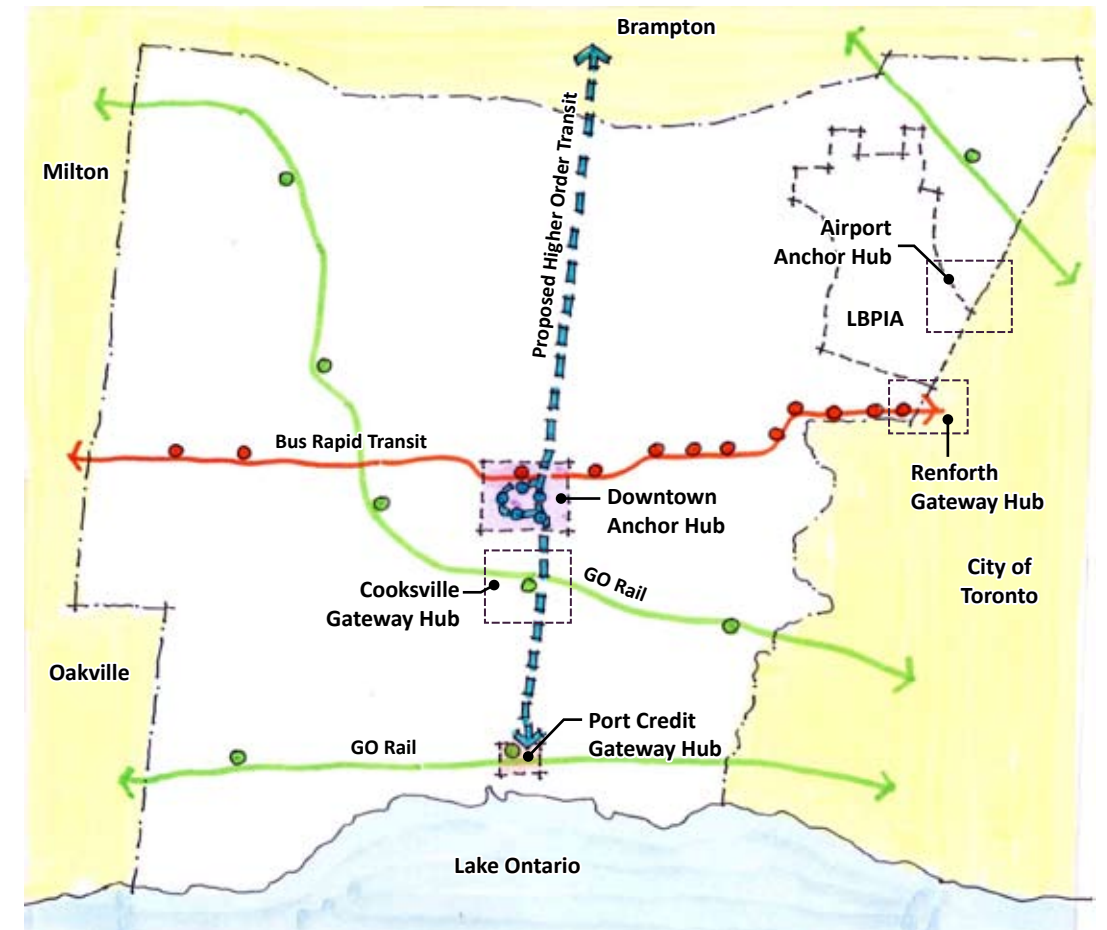 Brampton
Milton
Proposed Higher Order Transit
Airport
Anchor Hub
LBPIA
Bus Rapid Transit
Renforth
Gateway Hub
Downtown
Anchor Hub
City of
Toronto
GO Rail
Cooksville
Gateway Hub
Oakville
Port Credit
Gateway Hub
GO Rail
Lake Ontario